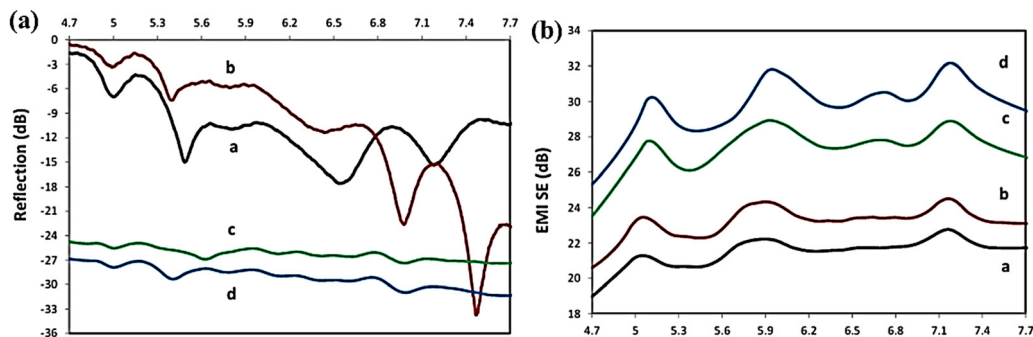 (a)
4.7 5 5.3 5.6 5.9 6.2 6.5 6.8 7.1 7.4 7.7
0
-3
-6
-9
-12
-15
-18
-21
-24
-27
-30
-33
-36
Reflection (dB)
b
a
c
d
(b)
34
32
30
28
26
24
22
20
18
EMI SE (dB)
d
c
b
a
4.7 5 5.3 5.6 5.9 6.2 6.5 6.8 7.1 7.4 7.7